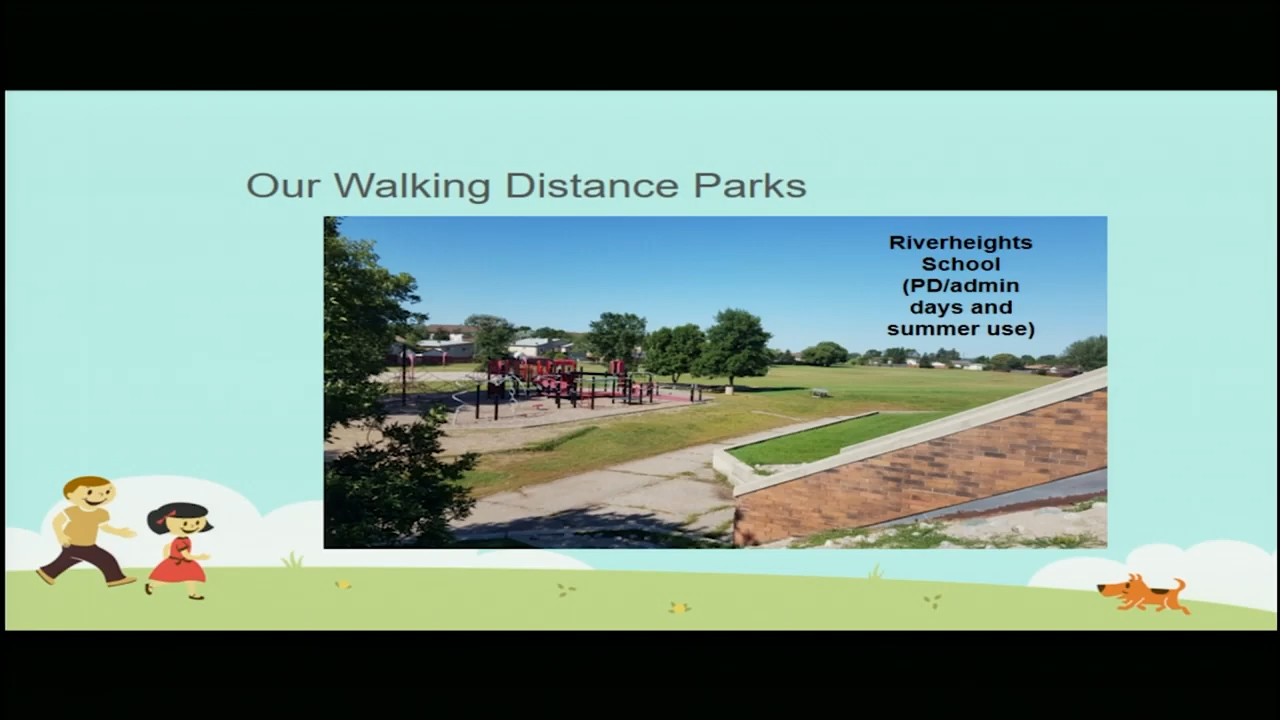 Our Walking Distance Parks
Riverheights
School
(PD/admin
days and
summer use)